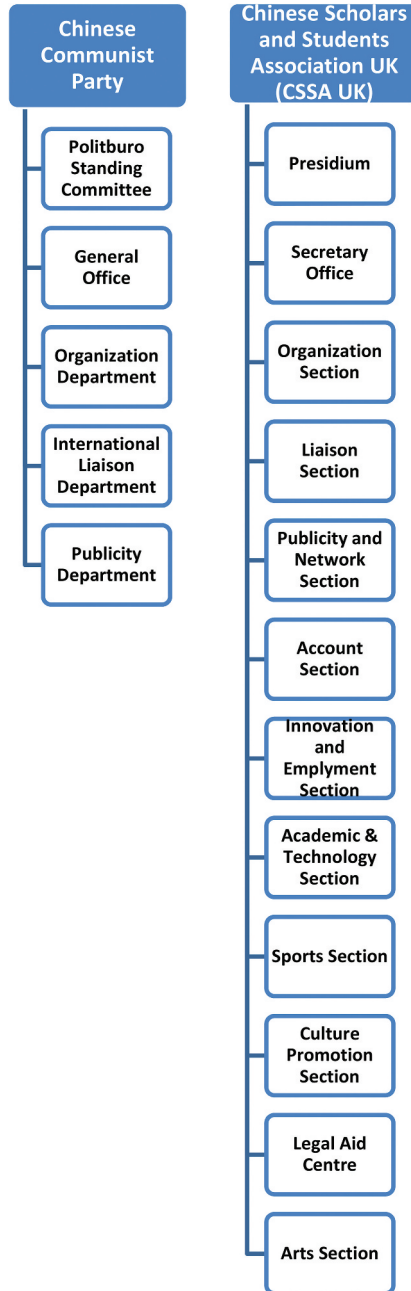 Chinese
Communist
Party
Politburo
Standing
Committee
General
Office
Organization
Department
International
Liaison
Department
Publicity
Department
Chinese Scholars
and Students
Association UK
(CSSA UK)
Presidium
Secretary
Office
Organization
Section
Liaison
Section
Publicity and
Network
Section
Account
Section
Innovation
and
Emplyment
Section
Academic &
Technology
Section
Sports Section
Culture
Promotion
Section
Legal Aid
Centre
Arts Section